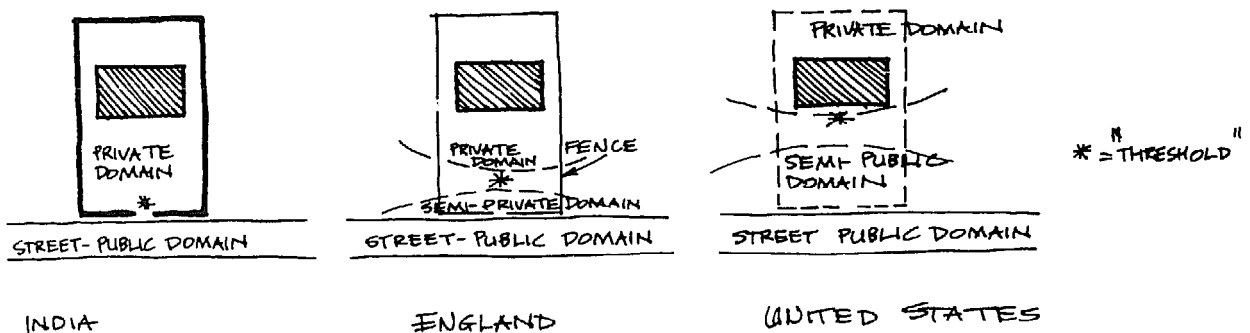 PRIVATE
DOMAIN
*
STREET-PUBLIC DOMAIN
INDIA
PRIVATE
DOMAIN
FENCE
*
SEMI-PRIVATE DOMAIN
STREET-PUBLIC DOMAIN
ENGLAND
PRIVATE DOMAIN
*
SEMI-PUBLIC
DOMAIN
STREET PUBLIC DOMAIN
UNITED STATES
* = "THRESHOLD"